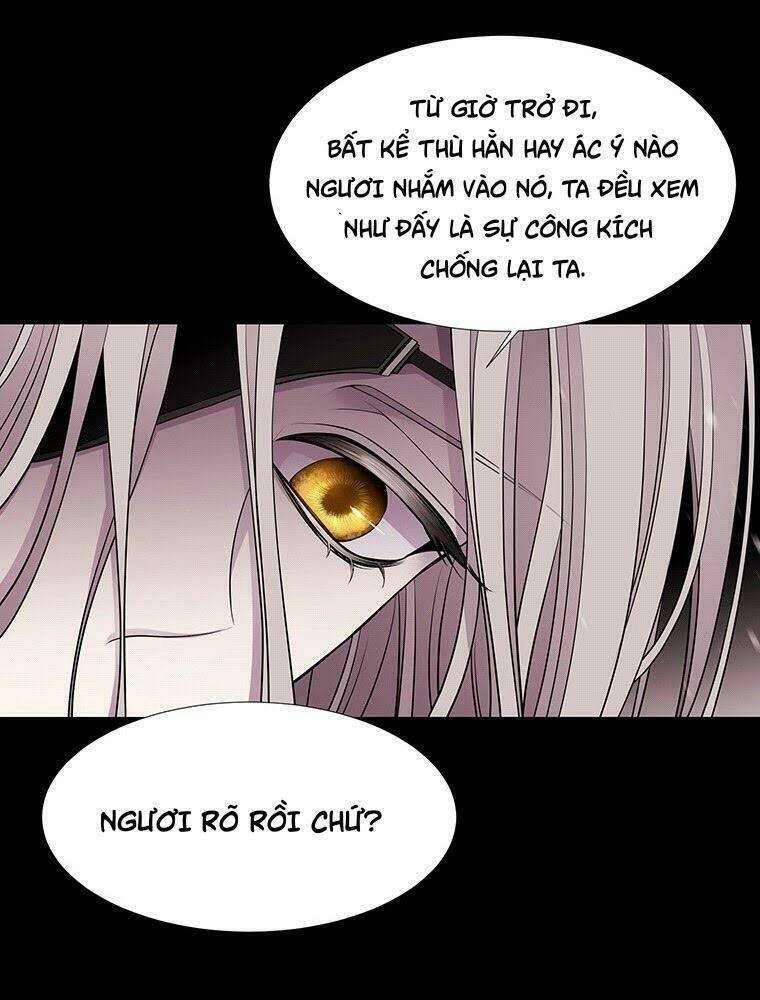 TỪ GIỜ TRỞ ĐI,
BẤT KỂ THÙ HẰN HAY ÁC Ý NÀO
NGƯƠI NHẮM VÀO NÓ, TA ĐỀU XEM
NHƯ ĐẤY LÀ SỰ CÔNG KÍCH
CHỐNG LẠI TA.
NGƯƠI RÕ RỒI CHỨ?